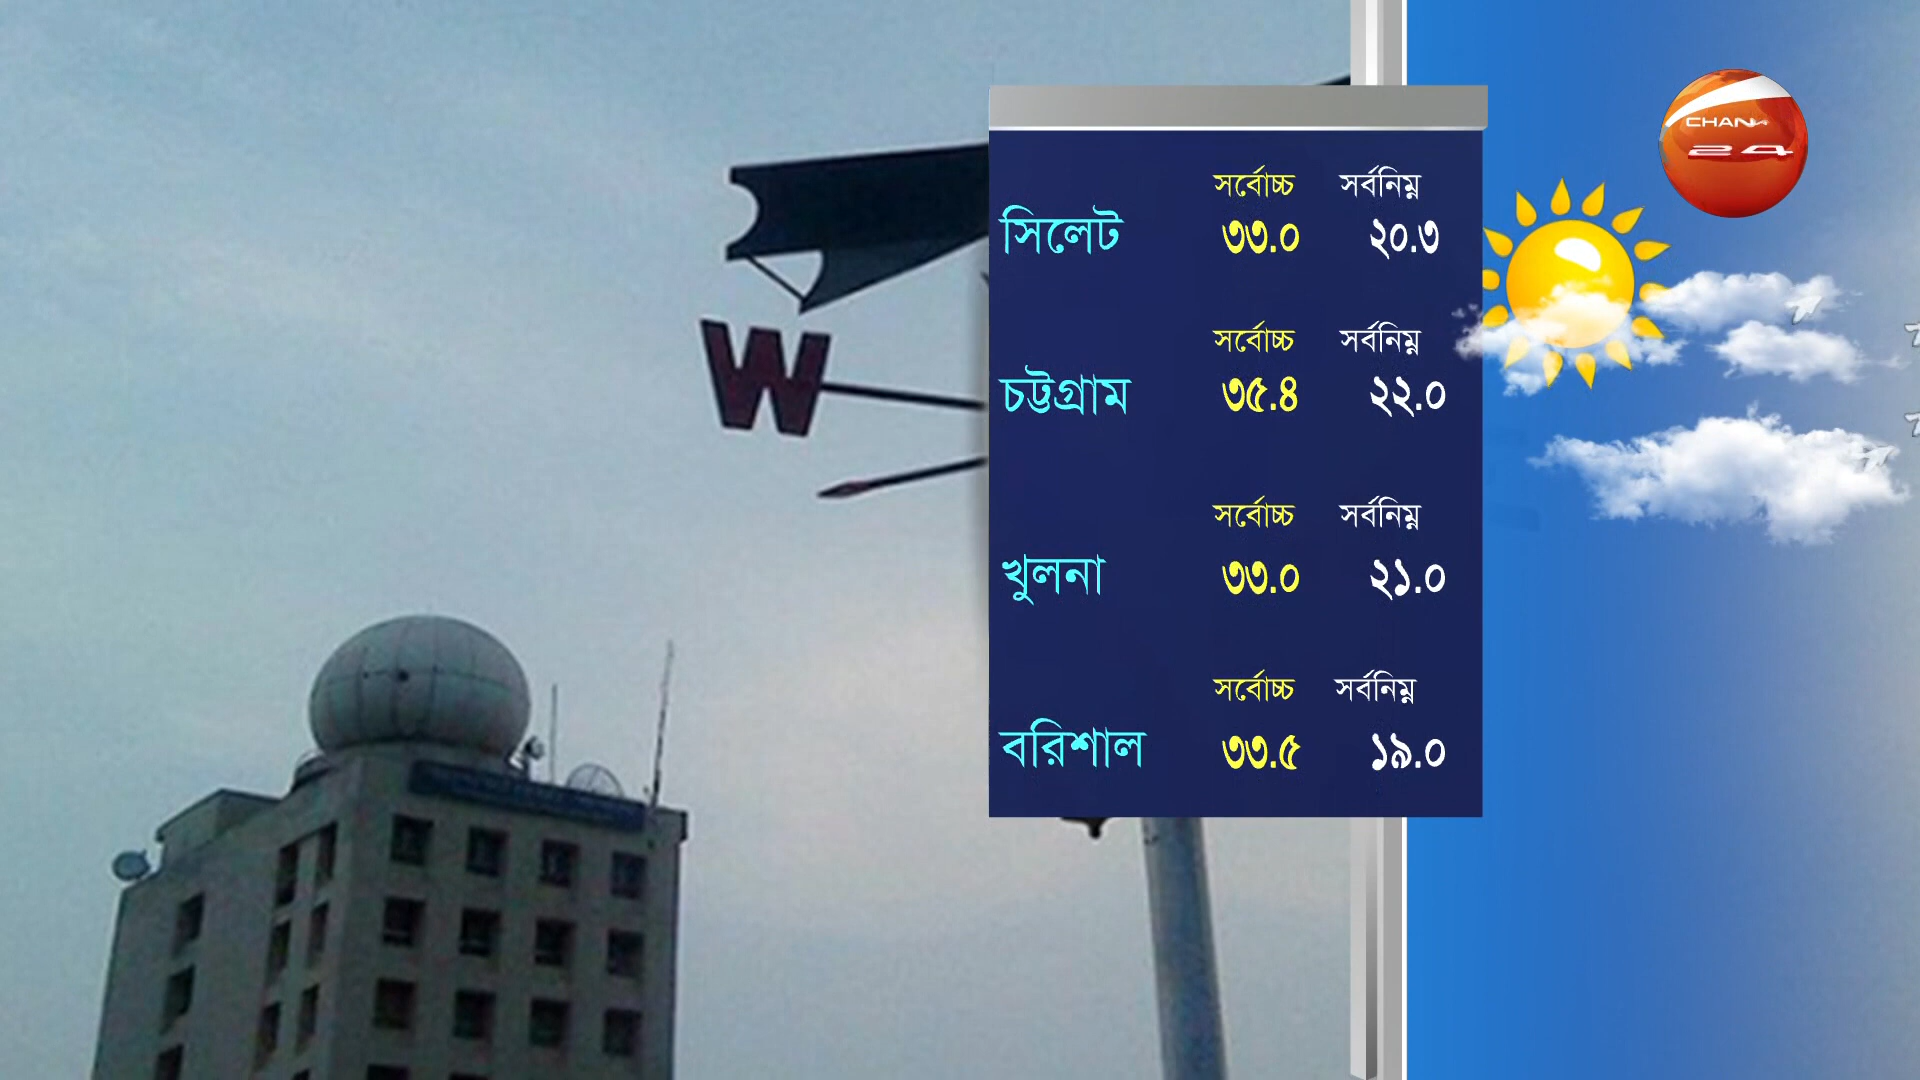 CHAN
24
সর্বোচ্চ সর্বনিম্ন
সিলেট ৩৩.০ ২০.৩
সর্বোচ্চ সর্বনিম্ন
চট্টগ্রাম ৩৫.৪ ২২.০
W
সর্বোচ্চ সর্বনিম্ন
খুলনা ৩৩.০ ২১.০
সর্বোচ্চ সর্বনিম্ন
বরিশাল ৩৩.৫ ১৯.০